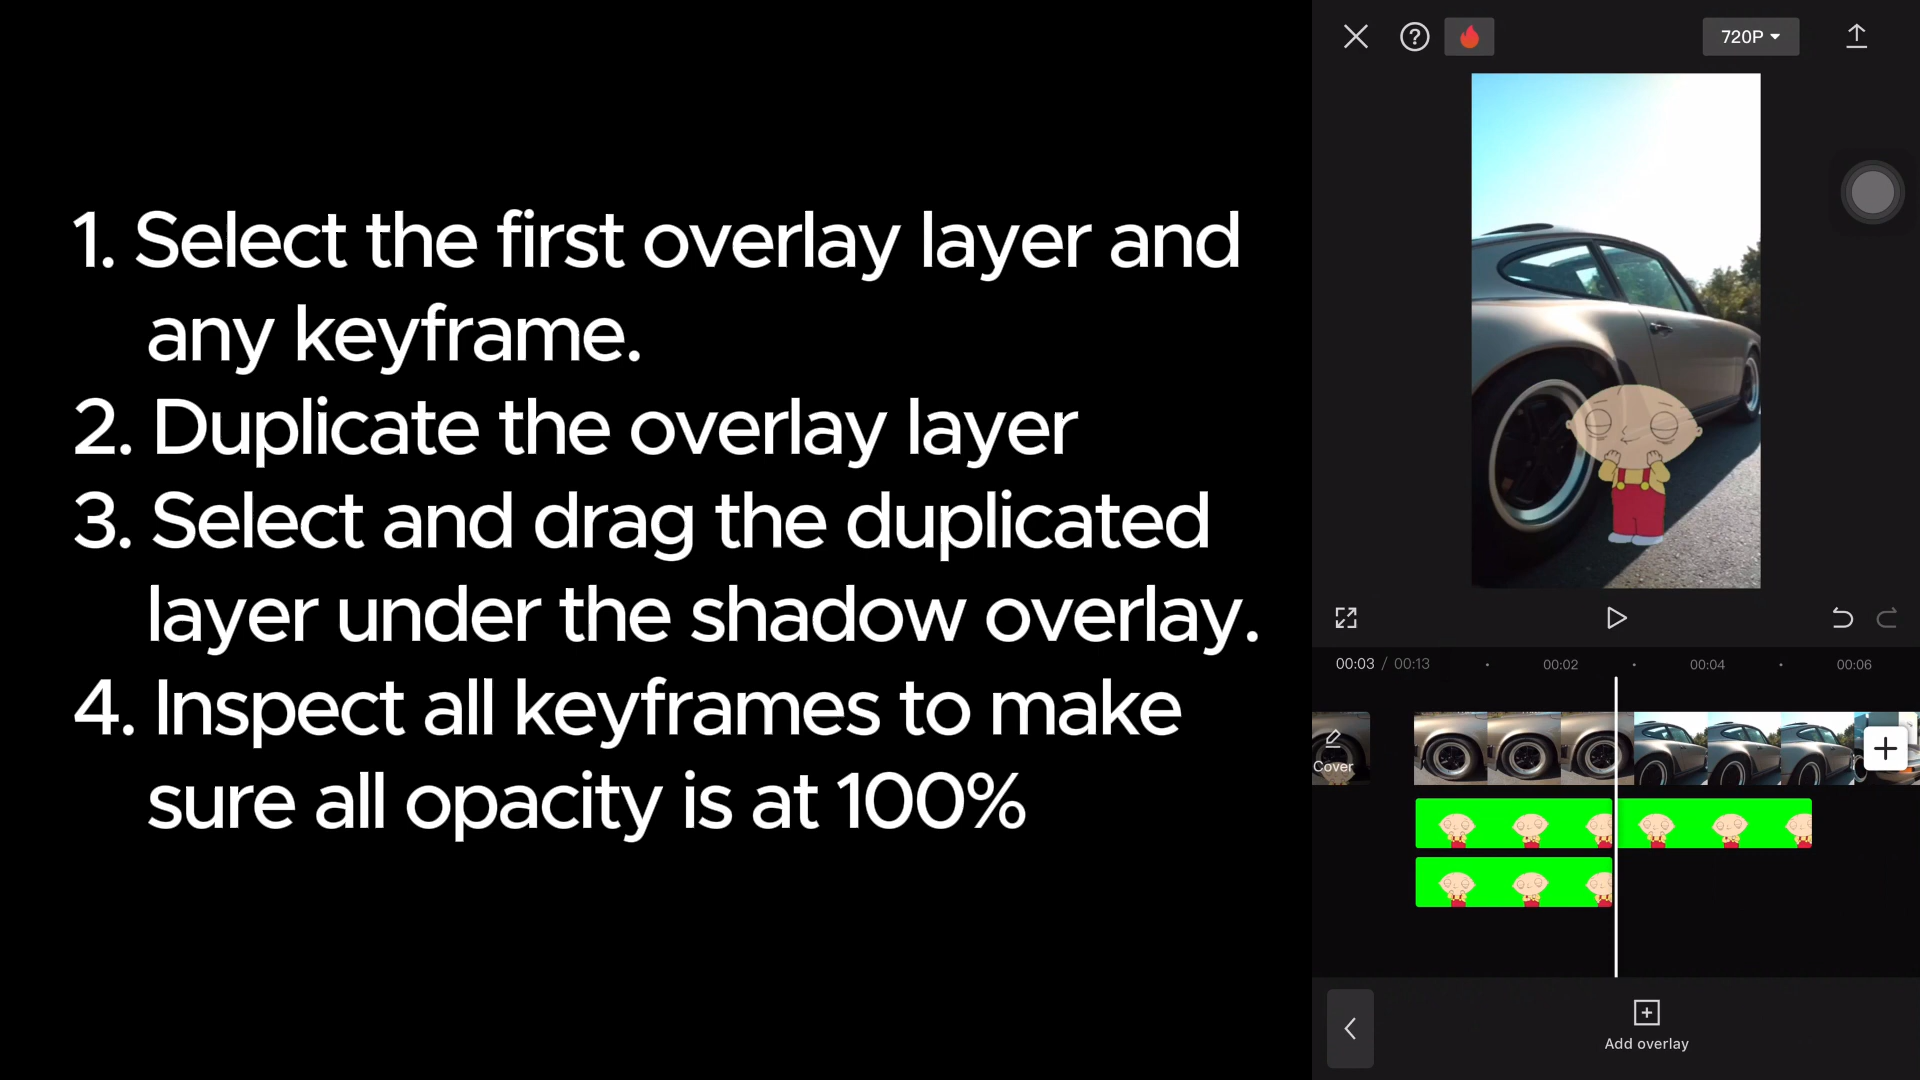 1. Select the first overlay layer and
any keyframe.
2. Duplicate the overlay layer
3. Select and drag the duplicated
layer under the shadow overlay.
4. Inspect all keyframes to make
sure all opacity is at 100%
720P
00:03 / 00:13
00:02
00:04
00:06
Cover
Add overlay